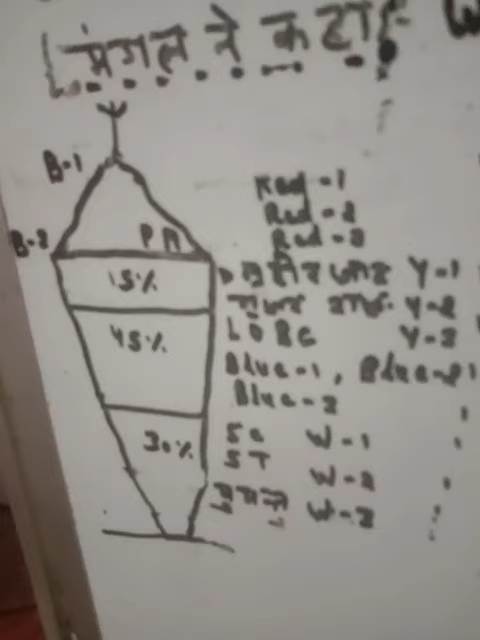 मंगल ने कहा W
B-1
B-2
PM
15%
45%
30%
Red-1
Red-2
Red-3
Y-1
Y-2
LOBC Y-3
Blue-1, Blue-21
Blue-2
SC W-1
ST W-2
W-3